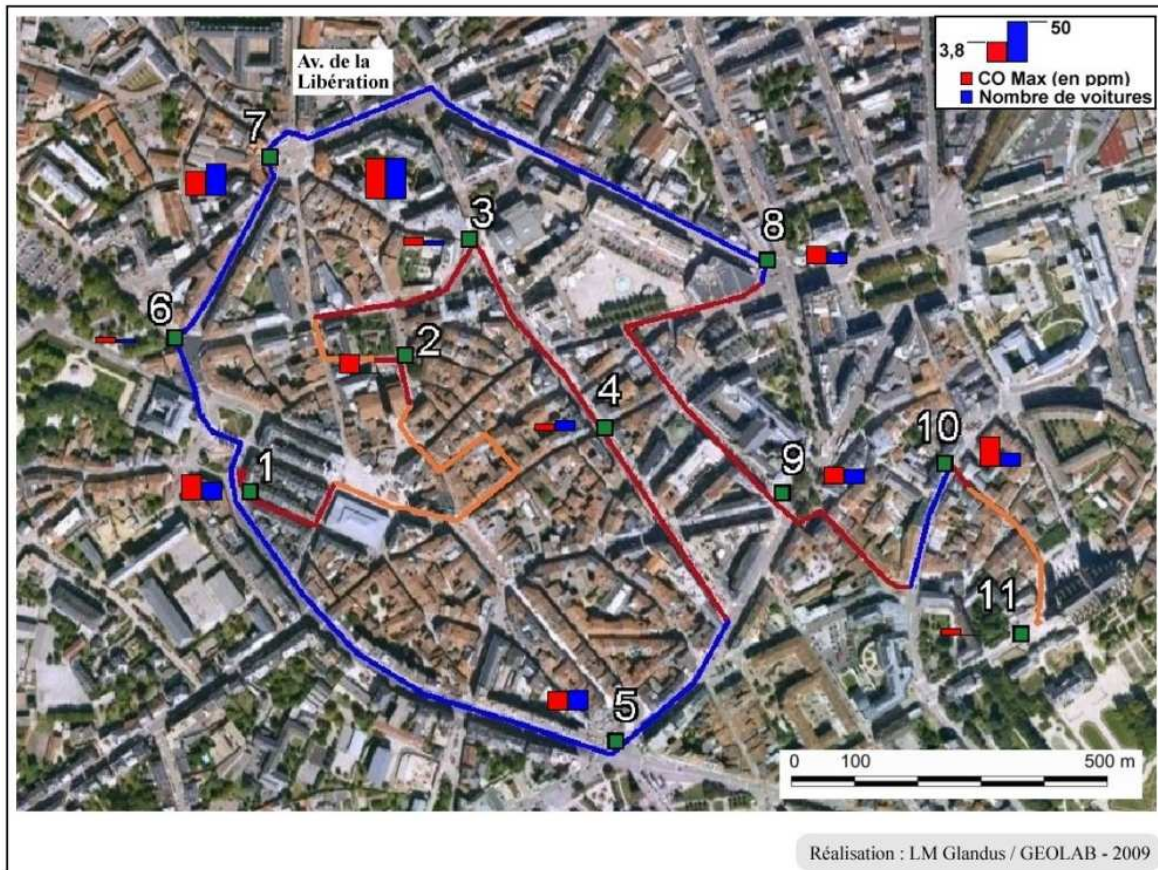 50
3,8
CO Max (en ppm)
Nombre de voitures
Av. de la
Libération
7
3
8
6
2
4
10
1
9
11
5
0 100 500 m
Réalisation : LM Glandus / GEOLAB - 2009